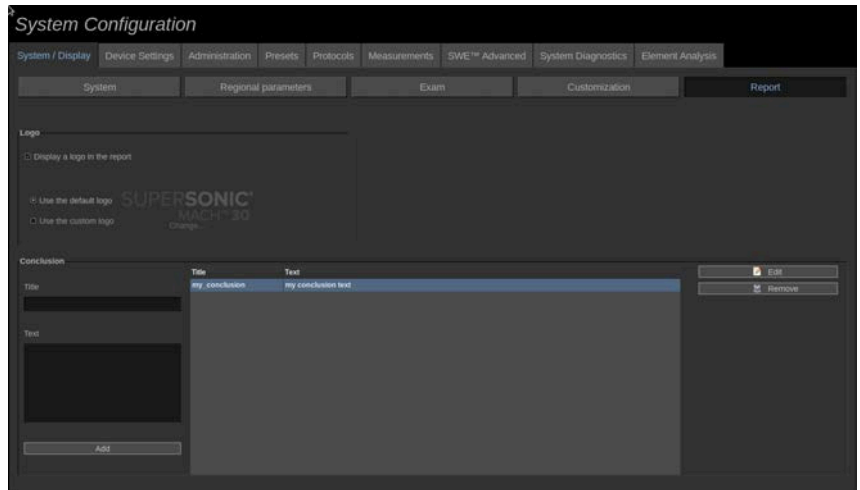 System Configuration
System / Display Device Settings Administration Presets Protocols Measurements SWE™ Advanced System Diagnostics Element Analysis
System Regional parameters Exam Customization Report
Logo
Display a logo in the report
Use the default logo
SUPERSONIC
MACH™ 30
Use the custom logo
Change...
Conclusion
Title Text
Edit
Title
my_conclusion my conclusion text
Remove
Text
Add